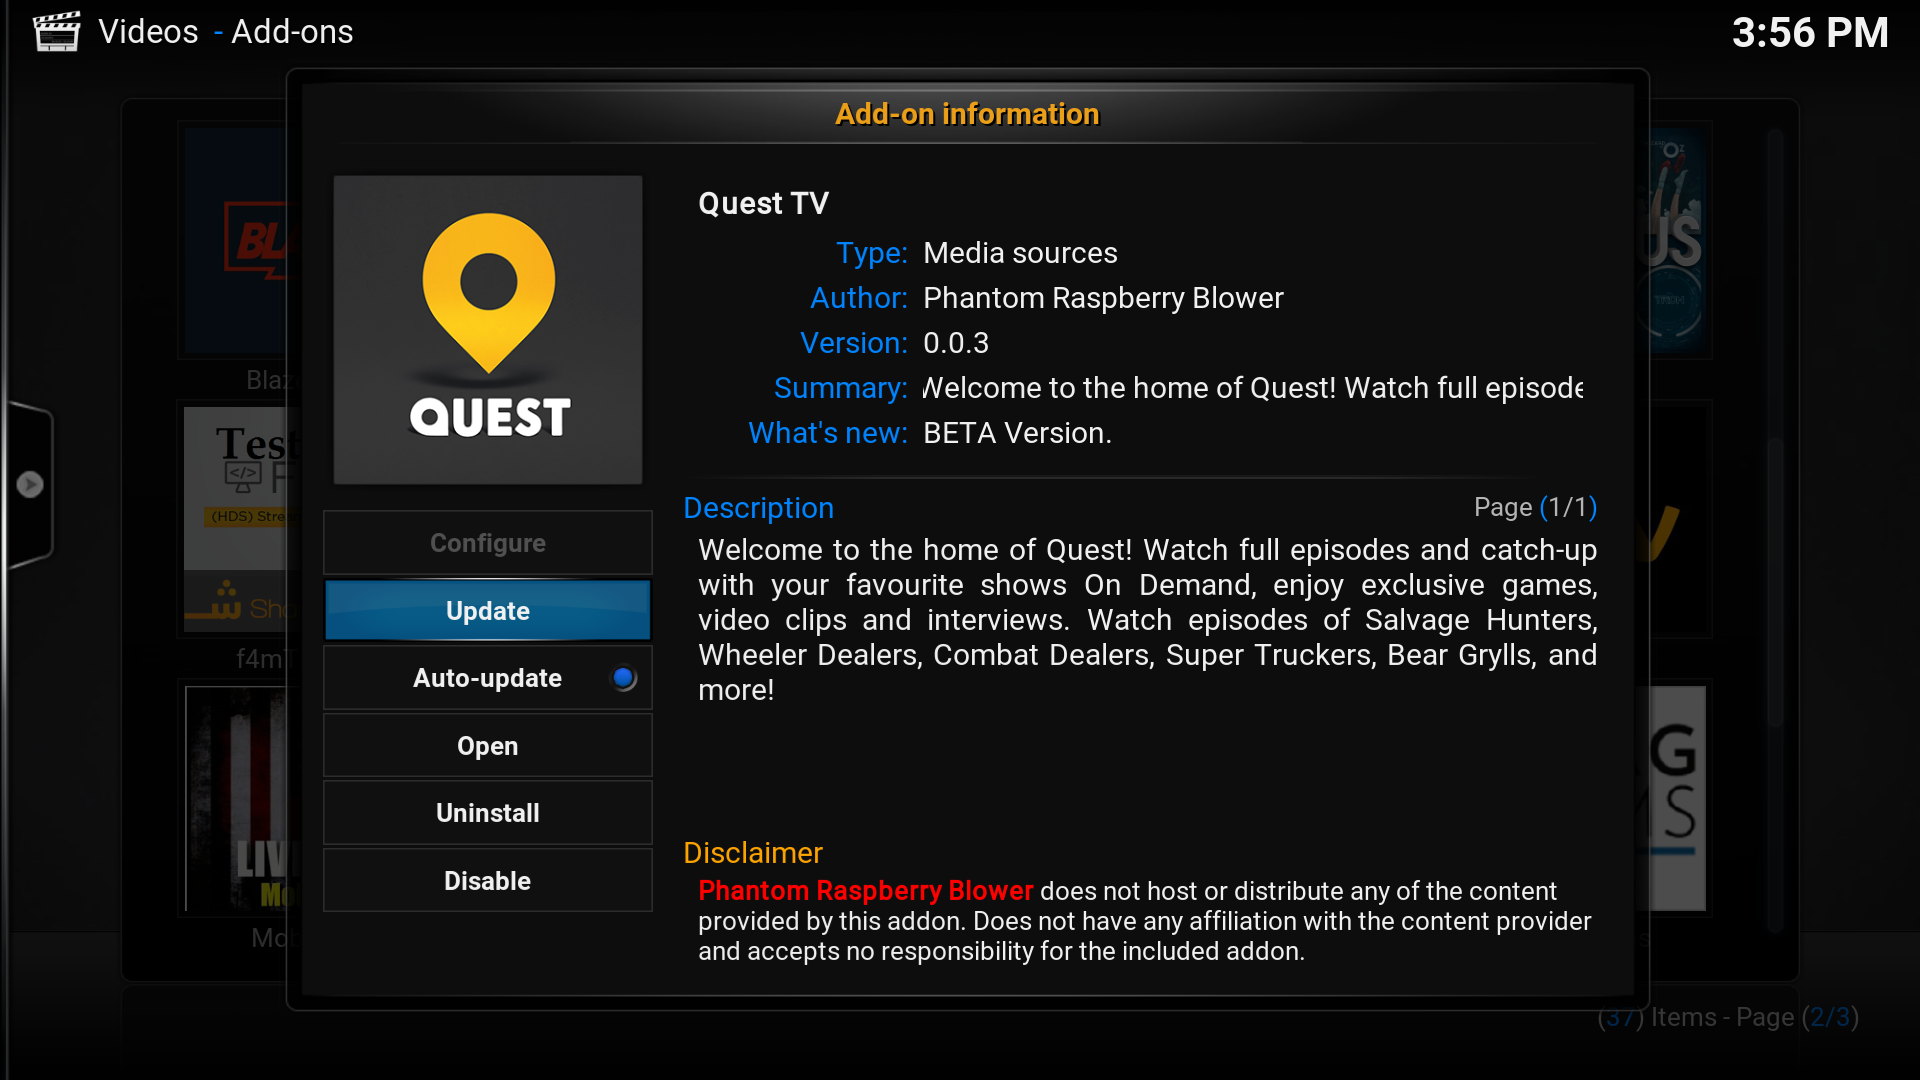 Videos - Add-ons
3:56 PM
Add-on information
QUEST
Quest TV
Type: Media sources
Author: Phantom Raspberry Blower
Version: 0.0.3
Summary: Welcome to the home of Quest! Watch full episode
What's new: BETA Version.
Configure
Update
Auto-update
Open
Uninstall
Disable
Description
Page (1/1)
Welcome to the home of Quest! Watch full episodes and catch-up
with your favourite shows On Demand, enjoy exclusive games,
video clips and interviews. Watch episodes of Salvage Hunters,
Wheeler Dealers, Combat Dealers, Super Truckers, Bear Grylls, and
more!
Disclaimer
Phantom Raspberry Blower does not host or distribute any of the content
provided by this addon. Does not have any affiliation with the content provider
and accepts no responsibility for the included addon.
Test
</>
(HDS) Stre
Sho
f4mT
LIV
(37) Items - Page (2/3)